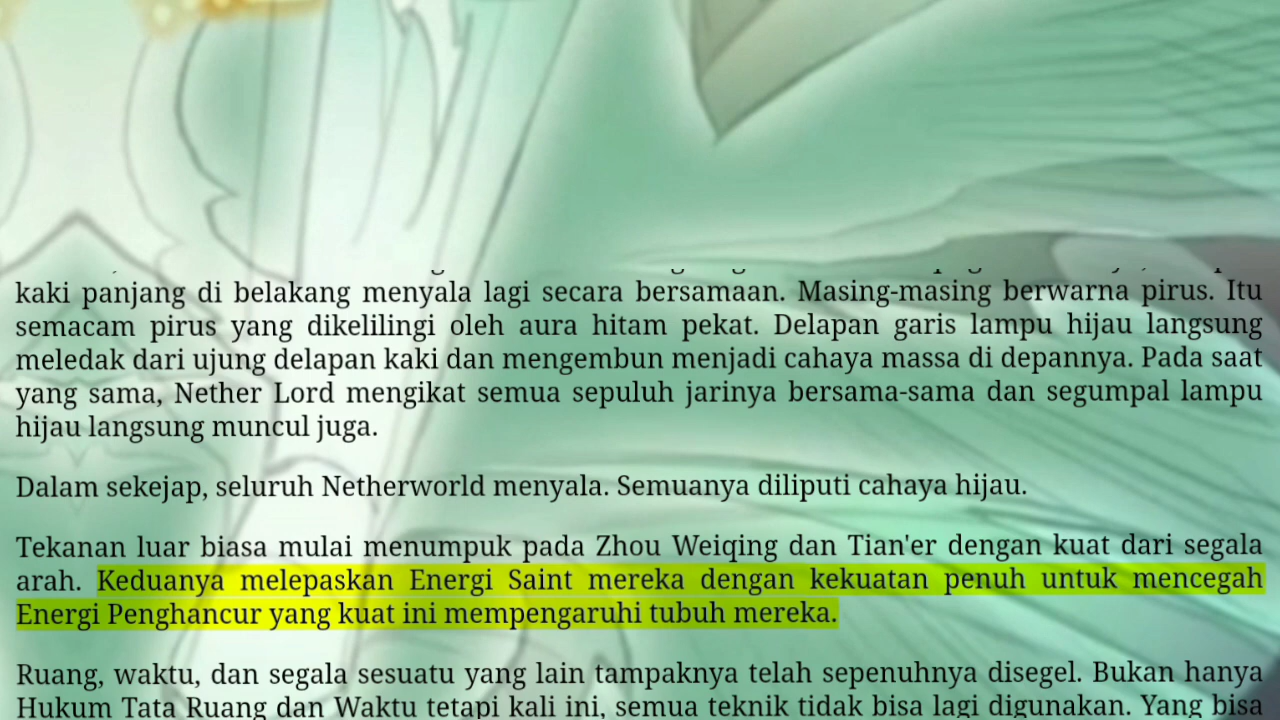 kaki panjang di belakang menyala lagi secara bersamaan. Masing-masing berwarna pirus. Itu
semacam pirus yang dikelilingi oleh aura hitam pekat. Delapan garis lampu hijau langsung
meledak dari ujung delapan kaki dan mengembun menjadi cahaya massa di depannya. Pada saat
yang sama, Nether Lord mengikat semua sepuluh jarinya bersama-sama dan segumpal lampu
hijau langsung muncul juga.
Dalam sekejap, seluruh Netherworld menyala. Semuanya diliputi cahaya hijau.
Tekanan luar biasa mulai menumpuk pada Zhou Weiqing dan Tian'er dengan kuat dari segala
arah. Keduanya melepaskan Energi Saint mereka dengan kekuatan penuh untuk mencegah
Energi Penghancur yang kuat ini mempengaruhi tubuh mereka.
Ruang, waktu, dan segala sesuatu yang lain tampaknya telah sepenuhnya disegel. Bukan hanya
Hukum Tata Ruang dan Waktu tetapi kali ini, semua teknik tidak bisa lagi digunakan. Yang bisa